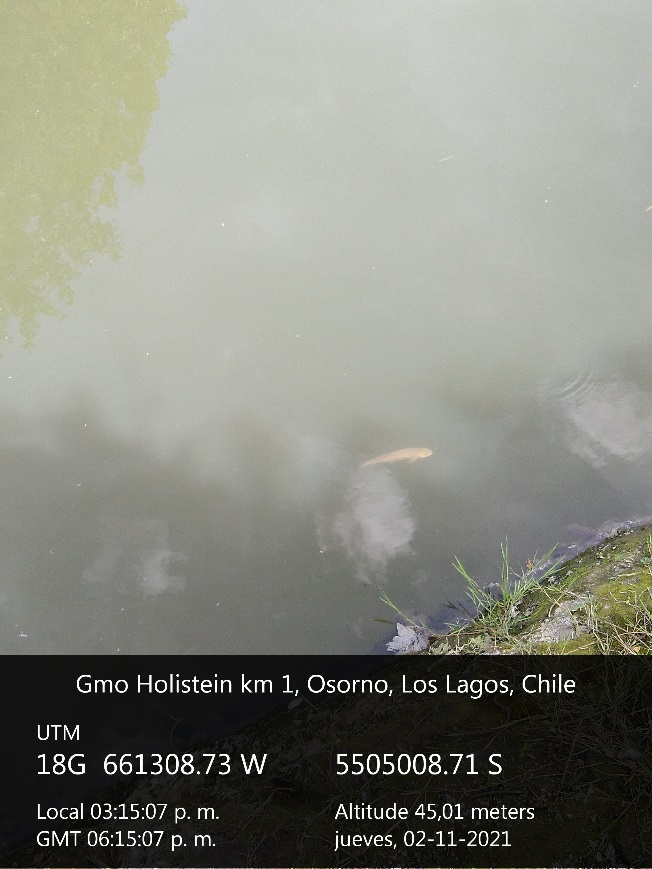 Gmo Holistein km 1, Osorno, Los Lagos, Chile
UTM
18G 661308.73 W 5505008.71 S
Local 03:15:07 p. m. Altitude 45,01 meters
GMT 06:15:07 p. m. jueves, 02-11-2021